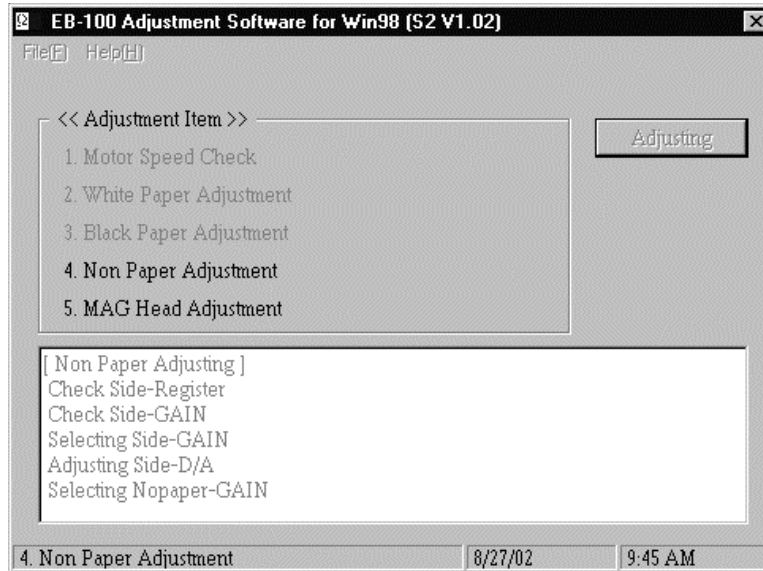 EB-100 Adjustment Software for Win98 (S2 V1.02)
File(F) Help(H)
<< Adjustment Item >>
Adjusting
1. Motor Speed Check
2. White Paper Adjustment
3. Black Paper Adjustment
4. Non Paper Adjustment
5. MAG Head Adjustment
[ Non Paper Adjusting ]
Check Side-Register
Check Side-GAIN
Selecting Side-GAIN
Adjusting Side-D/A
Selecting Nopaper-GAIN
4. Non Paper Adjustment 8/27/02 9:45 AM